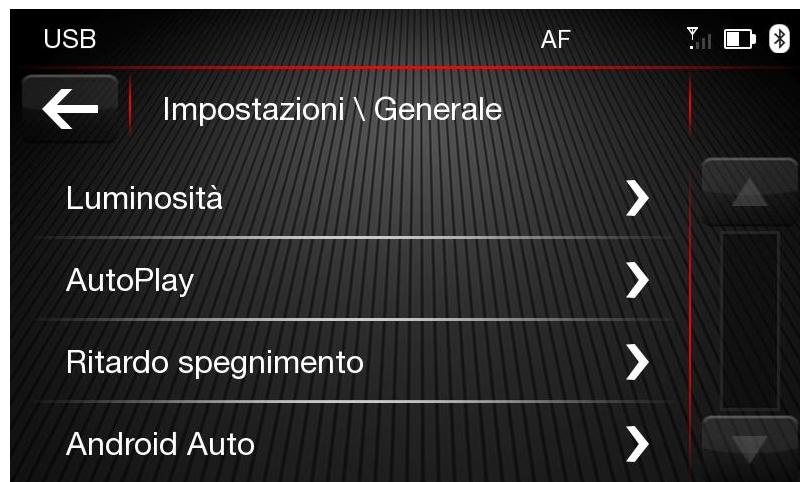 USB
AF
Impostazioni \ Generale
Luminosità
AutoPlay
Ritardo spegnimento
Android Auto